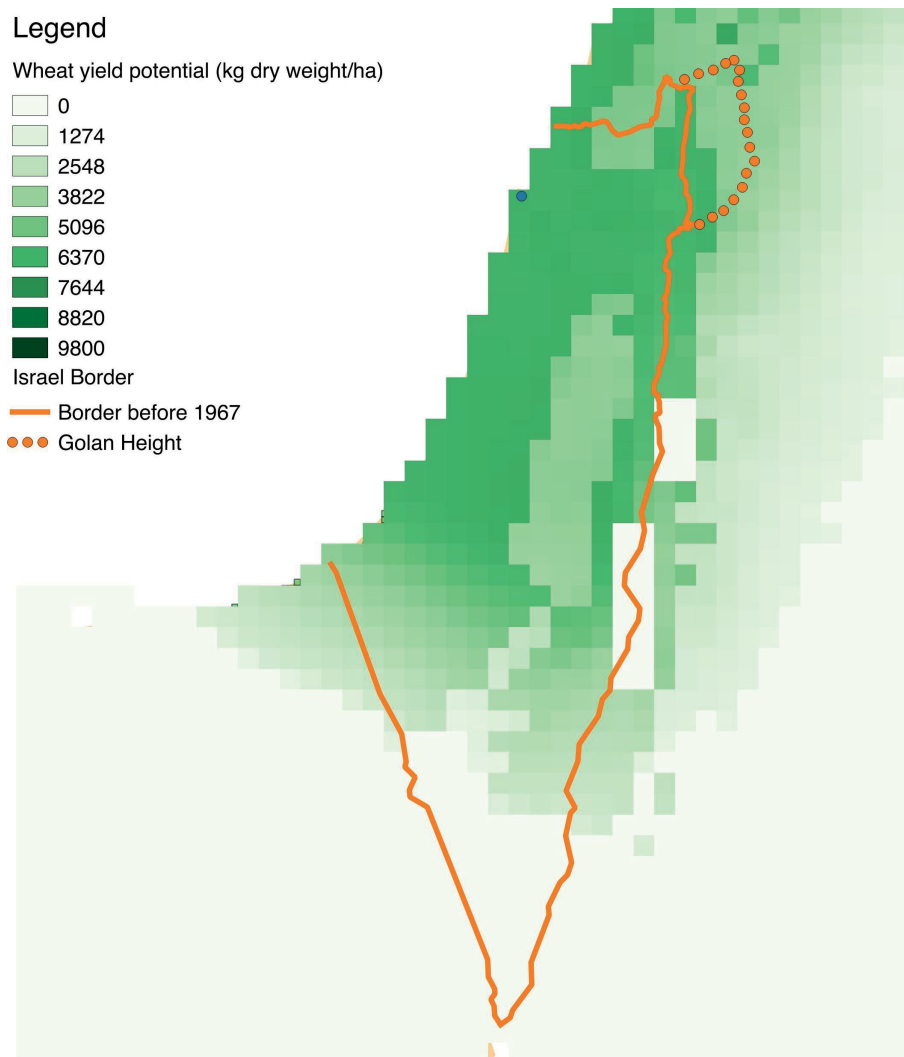 Legend
Wheat yield potential (kg dry weight/ha)
0
1274
2548
3822
5096
6370
7644
8820
9800
Israel Border
Border before 1967
Golan Height